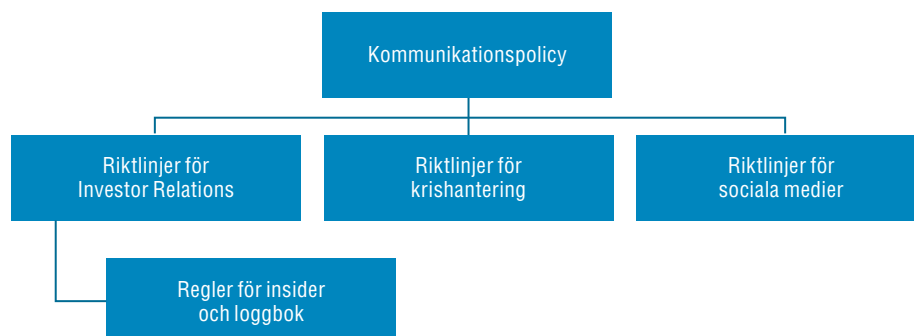 Kommunikationspolicy
Riktlinjer för
Investor Relations
Riktlinjer för
krishantering
Riktlinjer för
sociala medier
Regler för insider
och loggbok